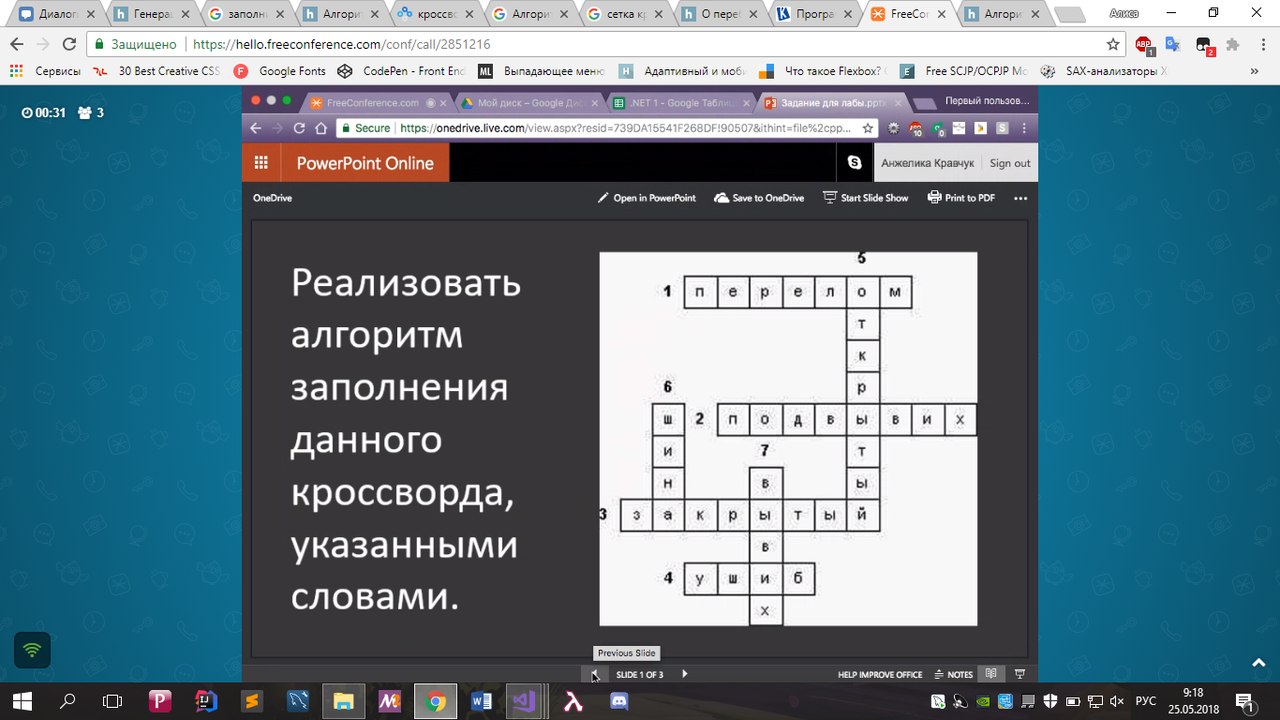 Диалог
Генера
заполн
Алгорит
кроссво
Алгорит
сетка к
О пере
Програ
FreeCon
Алгори
Алиса
Защищено
https://hello.freeconference.com/conf/call/2851216
Сервисы
30 Best Creative CSS
Google Fonts
CodePen - Front End
Выпадающее меню
Адаптивный и моби
Что такое Flexbox?
Free SCJP/OCPJP Mo
SAX-анализаторы X
00:31
3
FreeConference.com
Мой диск – Google Дис
.NET 1 - Google Таблиц
Задание для лабы.pptx
Первый пользов...
Secure
https://onedrive.live.com/view.aspx?resid=739DA15541F268DF!90507&ithint=file%2cpp...
PowerPoint Online
Анжелика Кравчук
Sign out
OneDrive
Open in PowerPoint
Save to OneDrive
Start Slide Show
Print to PDF
Реализовать
алгоритм
заполнения
данного
кроссворда,
указанными
словами.
5
1 п е р е л о м
т
к
6 р
ш 2 п о д в ы в и х
и 7 т
н в ы
3 з а к р ы т ы й
в
4 у ш и б
х
Previous Slide
SLIDE 1 OF 3
HELP IMPROVE OFFICE
NOTES
РУС
9:18
25.05.2018